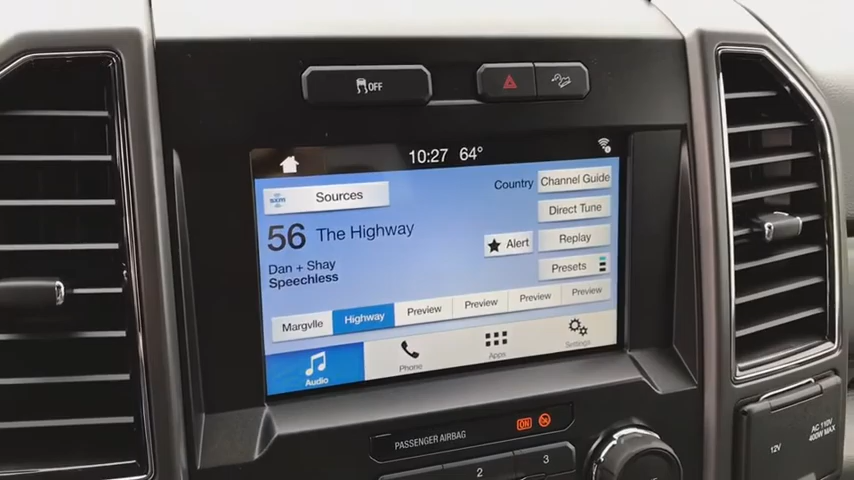 OFF
10:27 64°
sxm Sources
Country Channel Guide
Direct Tune
56 The Highway
Alert Replay
Dan + Shay
Speechless
Presets
Margvlle Highway Preview Preview Preview Preview
Audio Phone Apps Settings
PASSENGER AIRBAG ON
2 3
12V
AC 110V
400W MAX